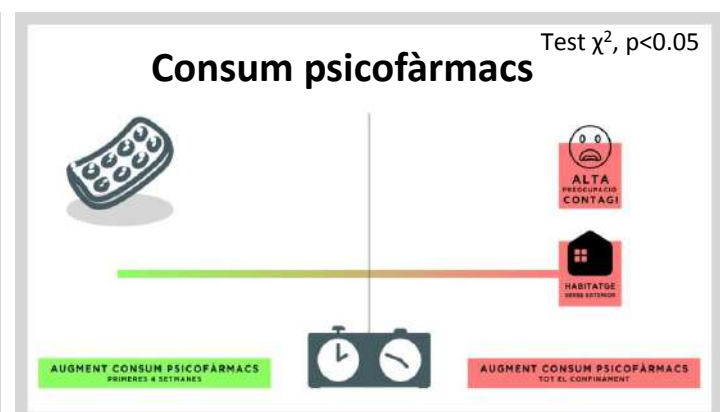 Test χ², p<0.05
Consum psicofàrmacs
ALTA
PREOCUPACIÓ
CONTAGI
HABITATGE
SENSE EXTERIOR
AUGMENT CONSUM PSICOFÀRMACS
PRIMERES 4 SETMANES
AUGMENT CONSUM PSICOFÀRMACS
TOT EL CONFINAMENT